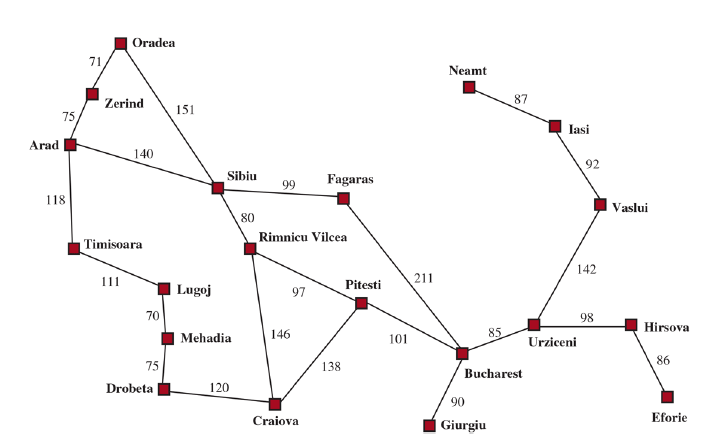 Oradea
71
Neamt
Zerind
87
75
151
Iasi
Arad
140
92
Sibiu
99
Fagaras
118
80
Vaslui
Timisoara
Rimnicu Vilcea
111
Lugoj
97
Pitesti
211
142
70
98
Hirsova
Mehadia
146
101
85
Urziceni
75
138
86
Bucharest
Drobeta
120
90
Craiova
Giurgiu
Eforie